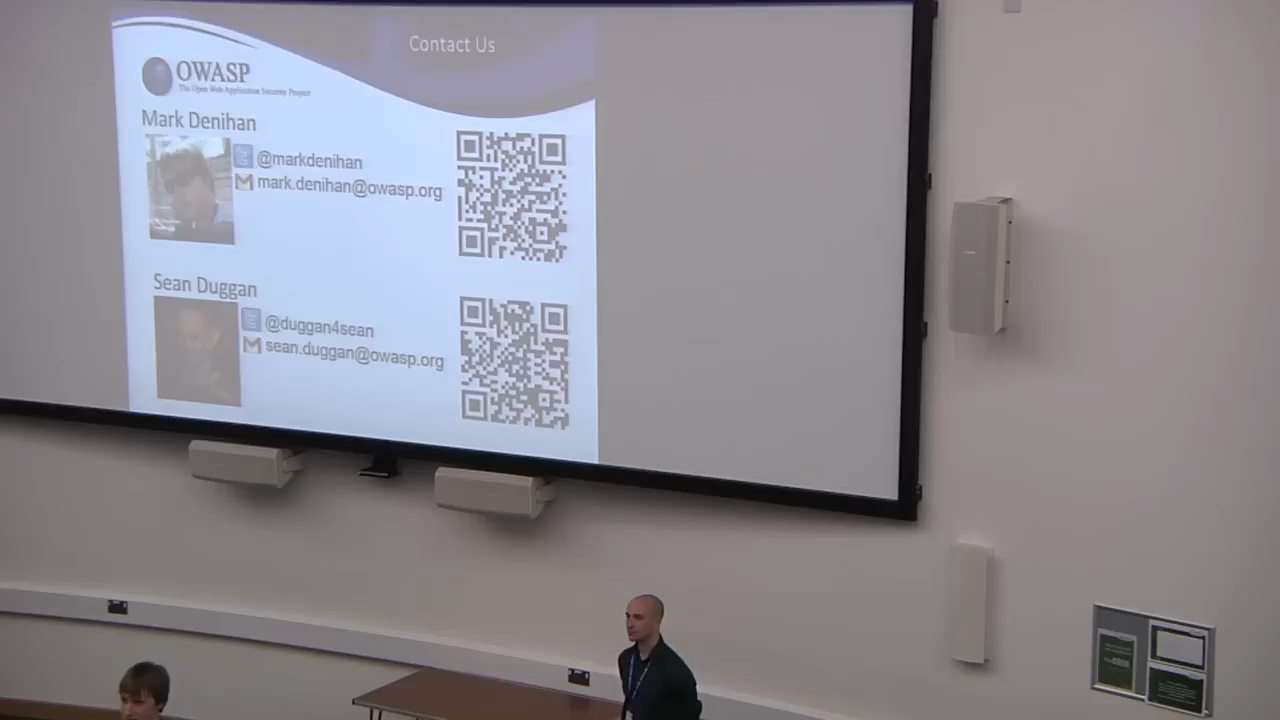 Contact Us
OWASP
The Open Web Application Security Project
Mark Denihan
@markdenihan
mark.denihan@owasp.org
Sean Duggan
@duggan4sean
sean.duggan@owasp.org